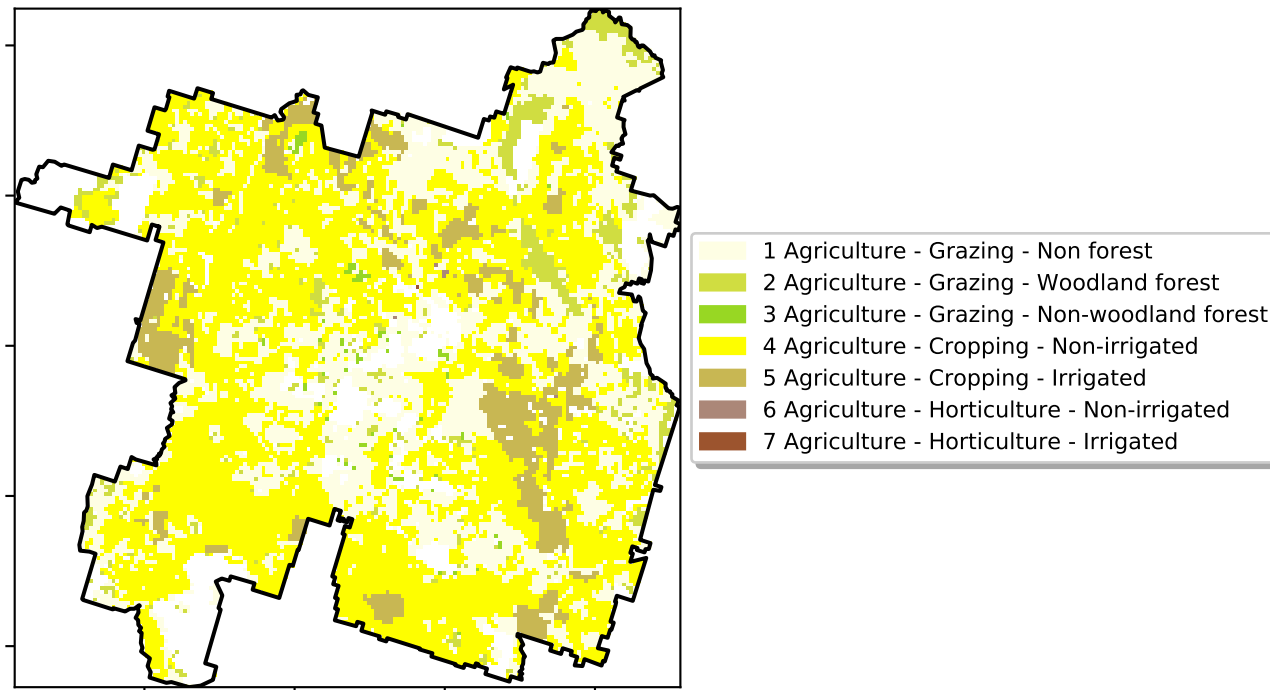 1 Agriculture - Grazing - Non forest
2 Agriculture - Grazing - Woodland forest
3 Agriculture - Grazing - Non-woodland forest
4 Agriculture - Cropping - Non-irrigated
5 Agriculture - Cropping - Irrigated
6 Agriculture - Horticulture - Non-irrigated
7 Agriculture - Horticulture - Irrigated